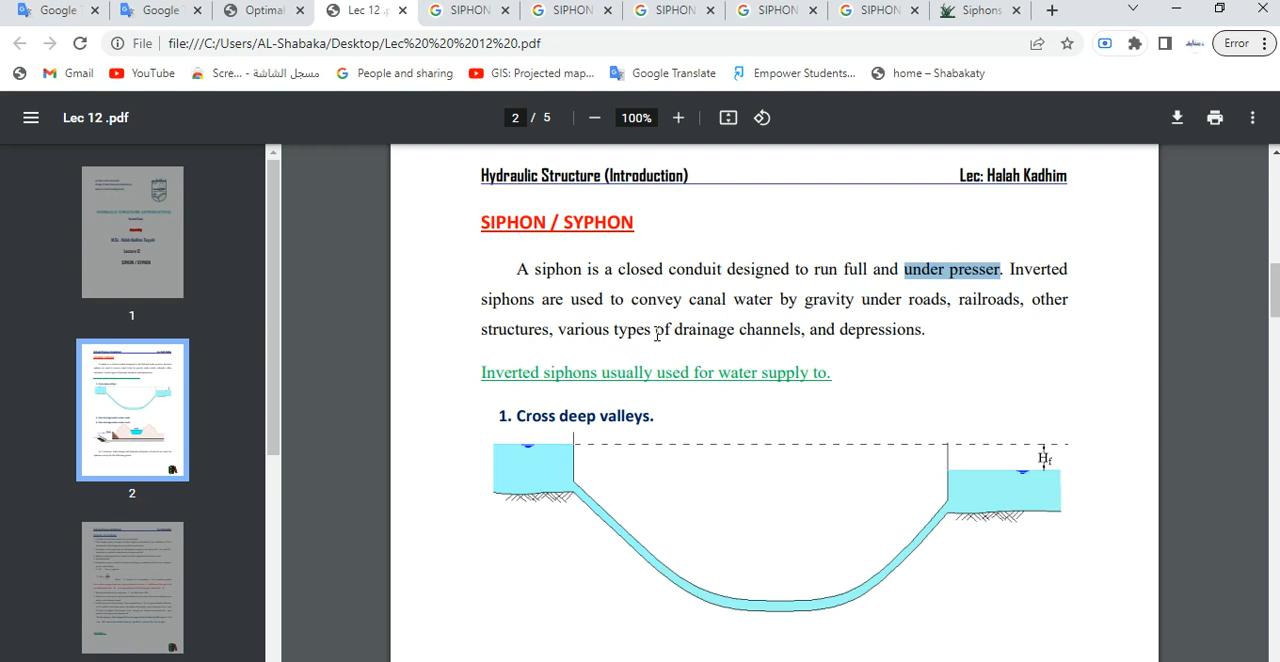 Google
Google
Optimal
Lec 12 .p
SIPHON
SIPHON
SIPHON
SIPHON
SIPHON
Siphons
File
file:///C:/Users/AL-Shabaka/Desktop/Lec%20%20%2012%20.pdf
Error
Gmail
YouTube
Scre... - مسجل الشاشة
People and sharing
GIS: Projected map...
Google Translate
Empower Students...
home – Shabakaty
Lec 12 .pdf
2 / 5
100%
1
2
Hydraulic Structure (Introduction)
Lec: Halah Kadhim
SIPHON / SYPHON
A siphon is a closed conduit designed to run full and under presser. Inverted
siphons are used to convey canal water by gravity under roads, railroads, other
structures, various types of drainage channels, and depressions.
Inverted siphons usually used for water supply to.
1. Cross deep valleys.
Hf